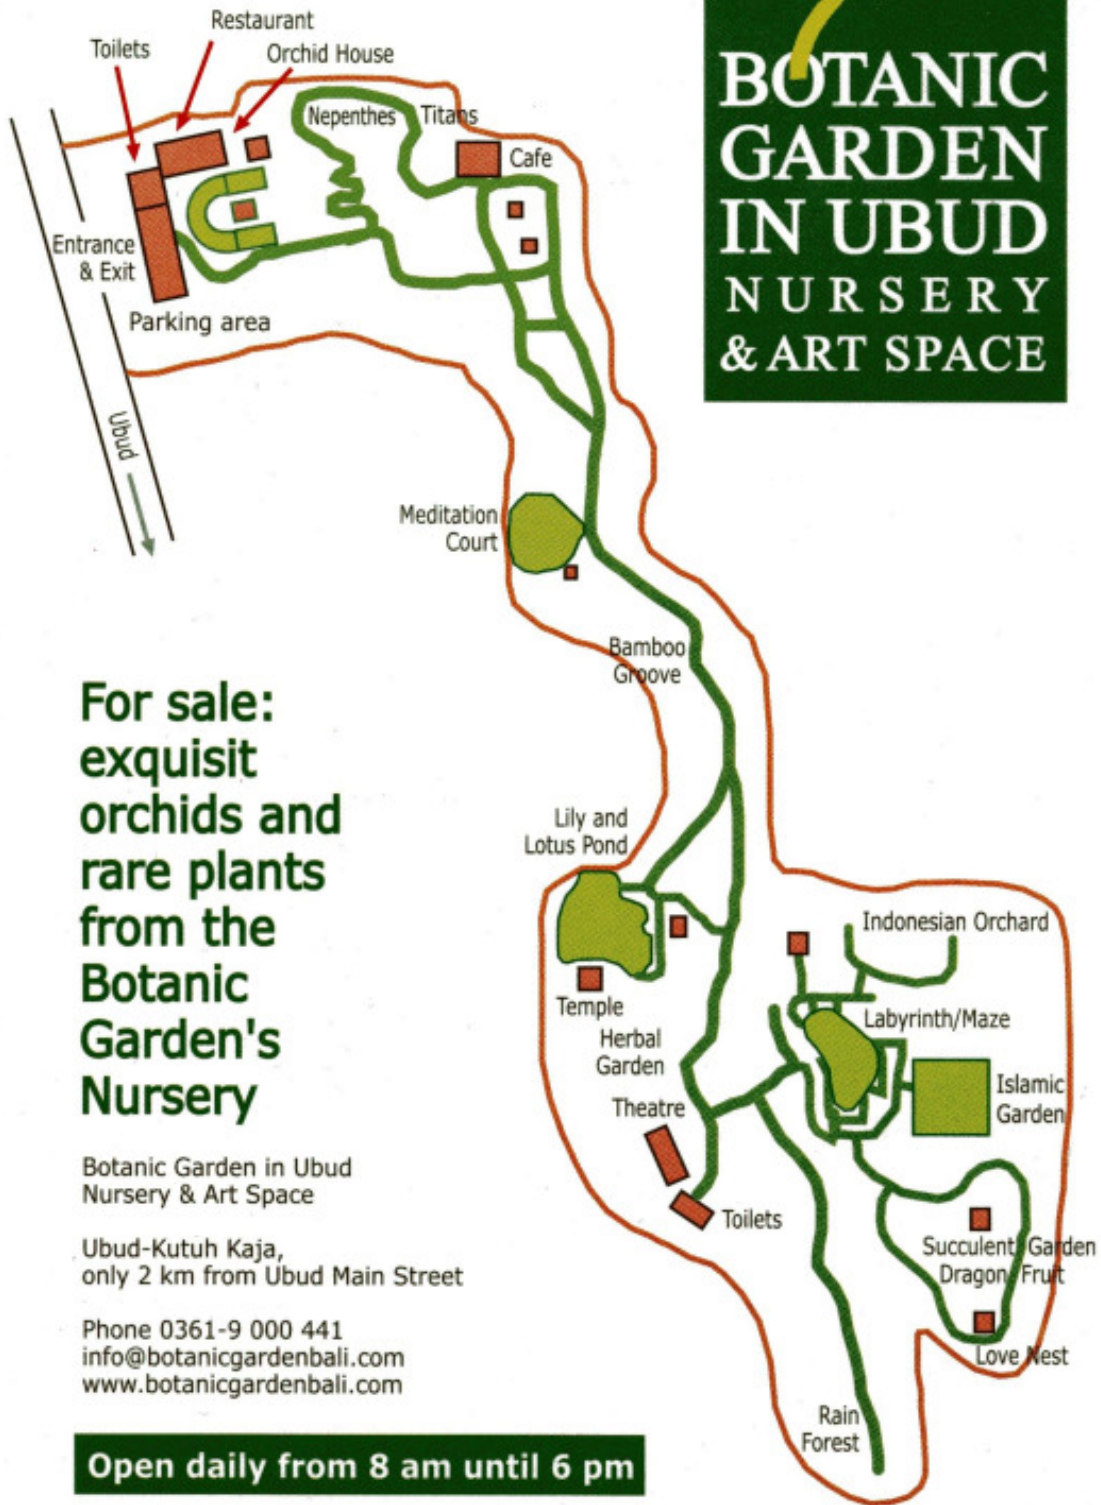 Restaurant
Toilets
Orchid House
Nepenthes
Titans
Cafe
BOTANIC
GARDEN
IN UBUD
NURSERY
& ART SPACE
Entrance
& Exit
Parking area
Ubud
Meditation
Court
Bamboo
Groove
For sale:
exquisit
orchids and
rare plants
from the
Botanic
Garden's
Nursery
Lily and
Lotus Pond
Indonesian Orchard
Temple
Labyrinth/Maze
Herbal
Garden
Islamic
Garden
Theatre
Toilets
Succulent Garden
Dragon Fruit
Love Nest
Rain
Forest
Botanic Garden in Ubud
Nursery & Art Space
Ubud-Kutuh Kaja,
only 2 km from Ubud Main Street
Phone 0361-9 000 441
info@botanicgardenbali.com
www.botanicgardenbali.com
Open daily from 8 am until 6 pm